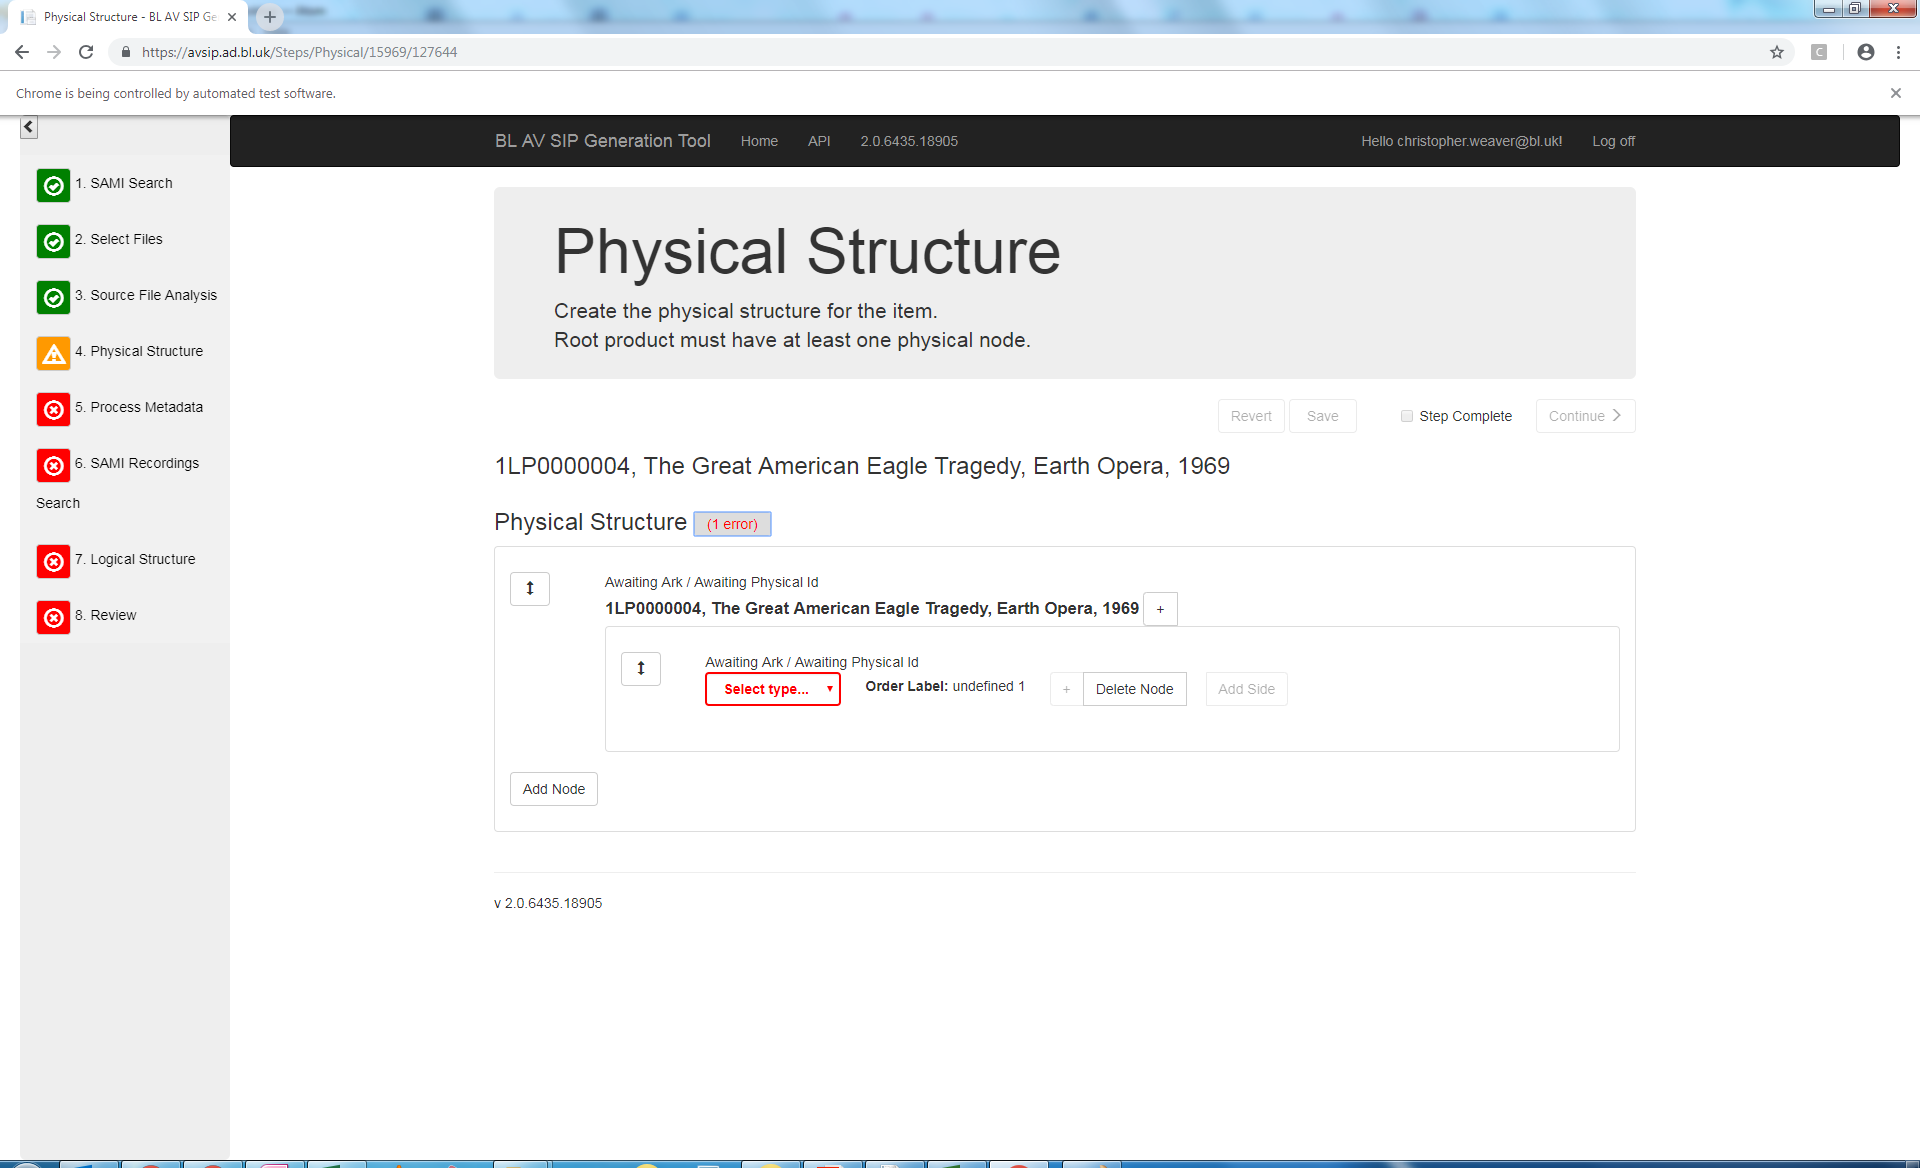 Physical Structure - BL AV SIP Ge
https://avsip.ad.bl.uk/Steps/Physical/15969/127644
C
Chrome is being controlled by automated test software.
BL AV SIP Generation Tool Home API 2.0.6435.18905 Hello christopher.weaver@bl.uk! Log off
1. SAMI Search
2. Select Files
3. Source File Analysis
4. Physical Structure
5. Process Metadata
6. SAMI Recordings
Search
7. Logical Structure
8. Review
Physical Structure
Create the physical structure for the item.
Root product must have at least one physical node.
Revert Save Step Complete Continue
1LP0000004, The Great American Eagle Tragedy, Earth Opera, 1969
Physical Structure (1 error)
Awaiting Ark / Awaiting Physical Id
1LP0000004, The Great American Eagle Tragedy, Earth Opera, 1969 +
Awaiting Ark / Awaiting Physical Id
Select type... Order Label: undefined 1 + Delete Node Add Side
Add Node
v 2.0.6435.18905